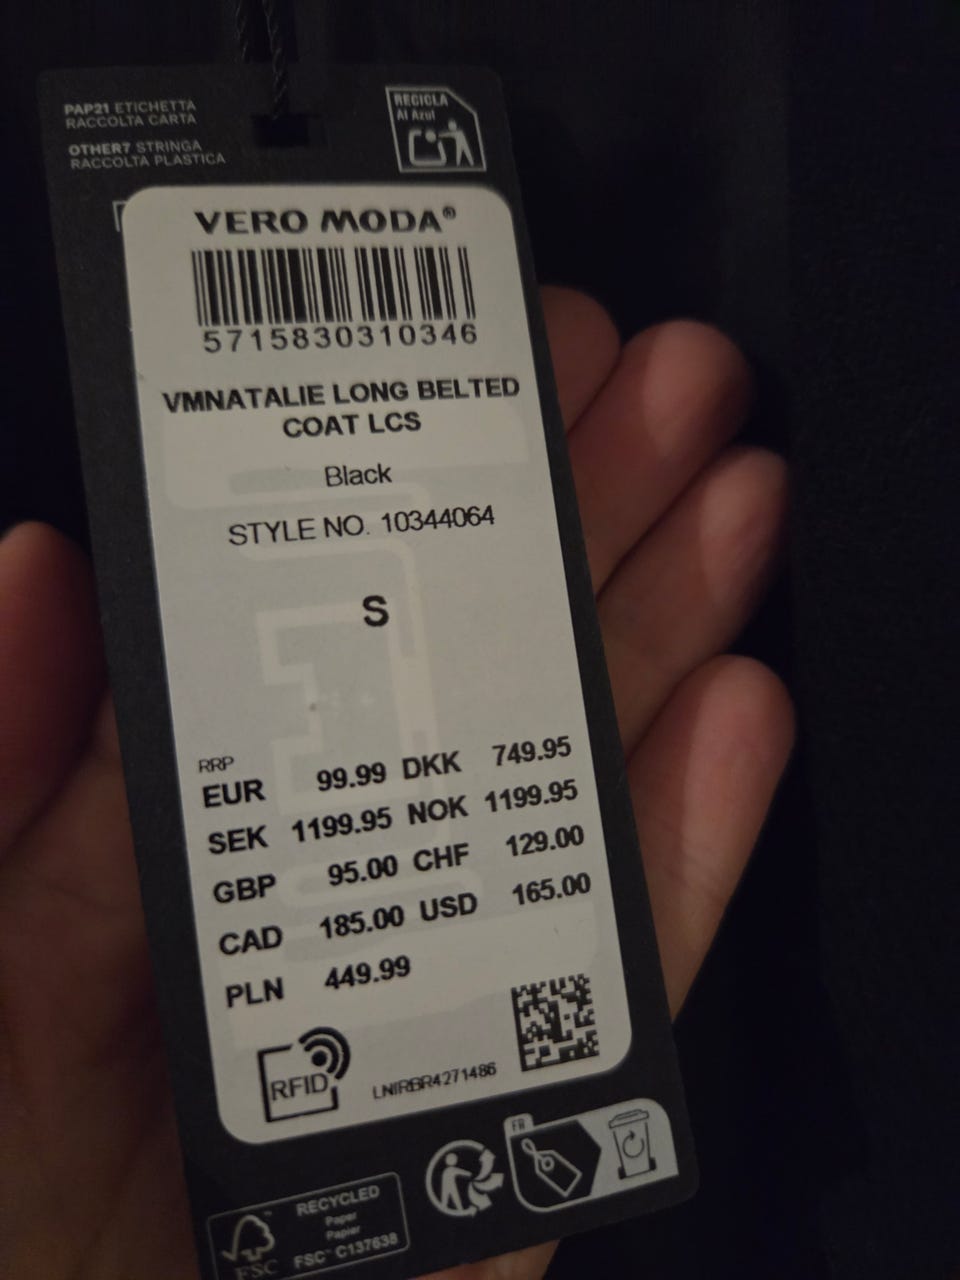 PAP21 ETICHETTA
RACCOLTA CARTA
OTHER7 STRINGA
RACCOLTA PLASTICA
RECICLA
Al Azul
VERO MODA®
5715830310346
VMNATALIE LONG BELTED
COAT LCS
Black
STYLE NO. 10344064
S
RRP
EUR 99.99 DKK 749.95
SEK 1199.95 NOK 1199.95
GBP 95.00 CHF 129.00
CAD 185.00 USD 165.00
PLN 449.99
RFID
LNIRBR4271486
FR
RECYCLED
Paper
Papier
FSC™ C137638
FSC